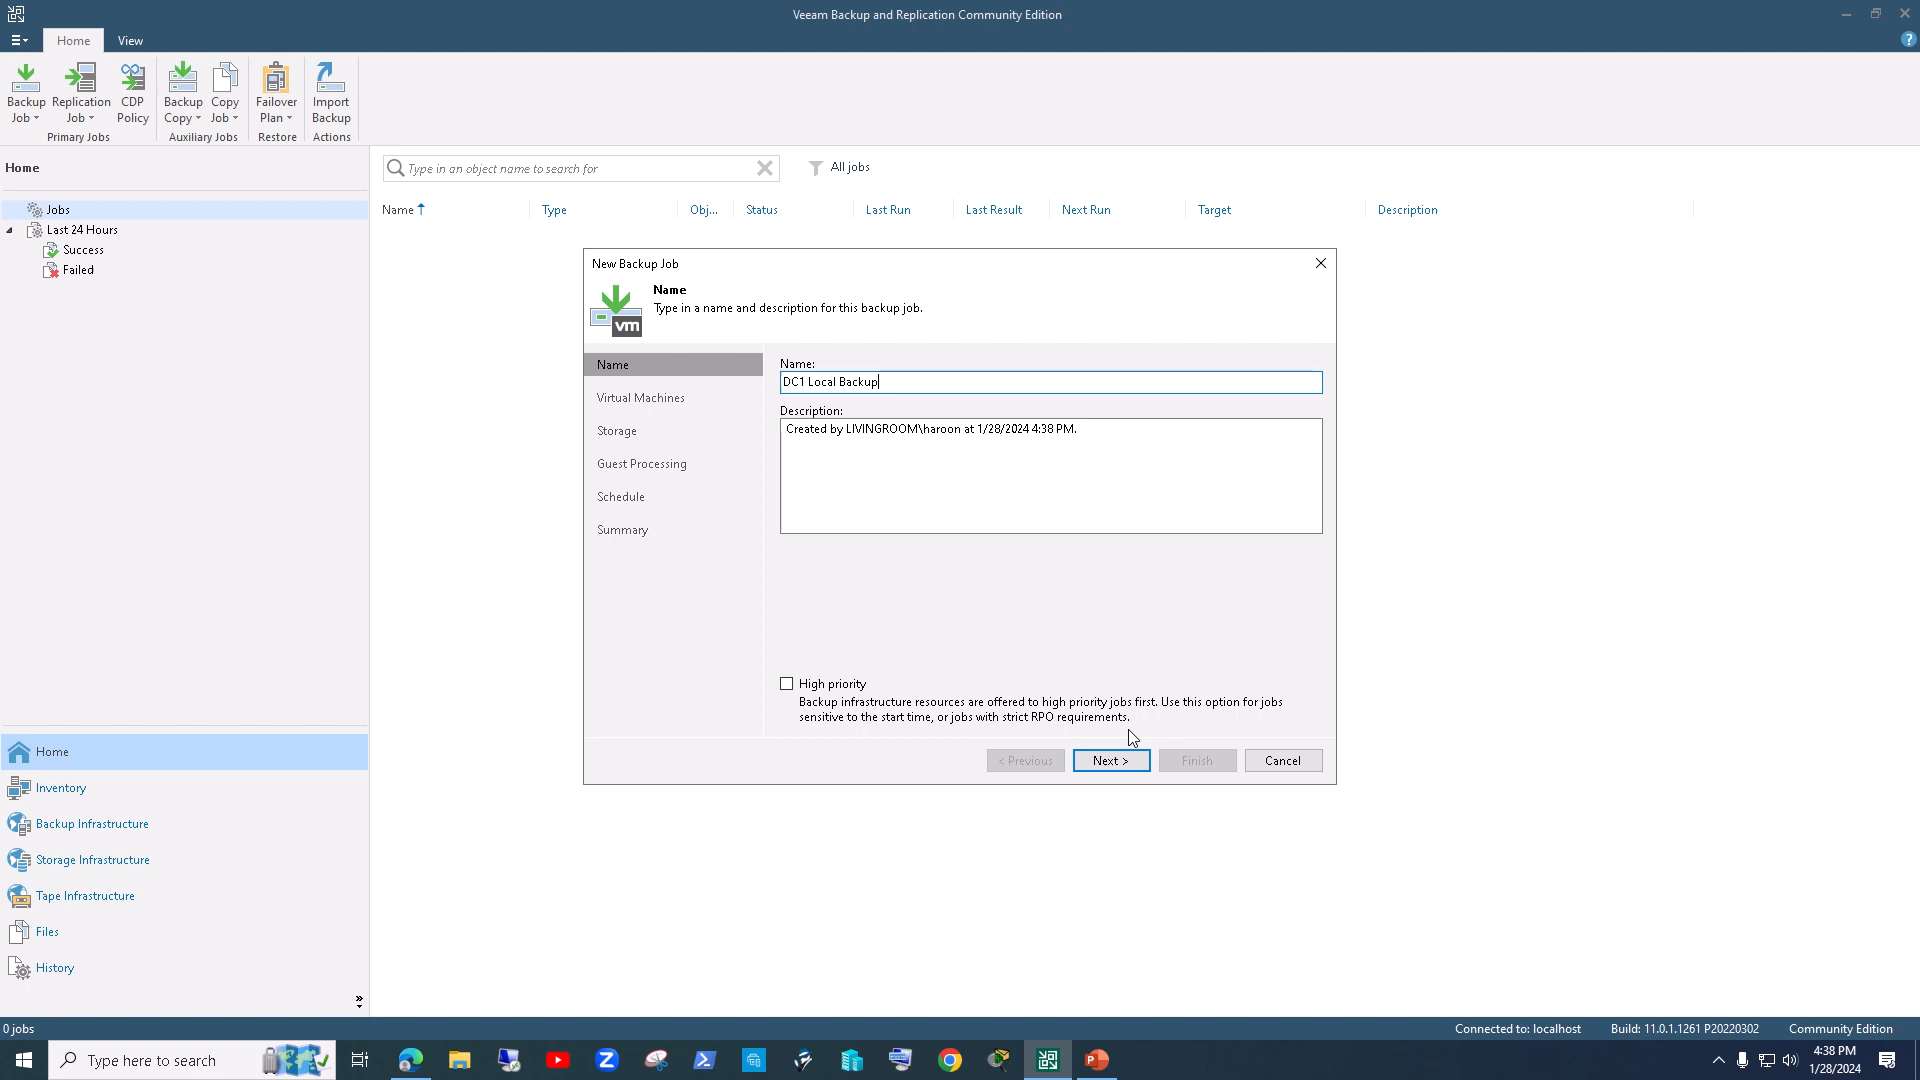 Veeam Backup and Replication Community Edition
Home
View
Backup Job
Replication Job
CDP Policy
Backup Copy
Copy Job
Failover Plan
Import Backup
Primary Jobs
Auxiliary Jobs
Restore
Actions
Home
Type in an object name to search for
All jobs
Jobs
Last 24 Hours
Success
Failed
Name
Type
Obj...
Status
Last Run
Last Result
Next Run
Target
Description
New Backup Job
vm
Name
Type in a name and description for this backup job.
Name
Virtual Machines
Storage
Guest Processing
Schedule
Summary
Name:
DC1 Local Backup
Description:
Created by LIVINGROOM\haroon at 1/28/2024 4:38 PM.
High priority
Backup infrastructure resources are offered to high priority jobs first. Use this option for jobs
sensitive to the start time, or jobs with strict RPO requirements.
< Previous
Next >
Finish
Cancel
Home
Inventory
Backup Infrastructure
Storage Infrastructure
Tape Infrastructure
Files
History
0 jobs
Connected to: localhost
Build: 11.0.1.1261 P20220302
Community Edition
Type here to search
4:38 PM
1/28/2024